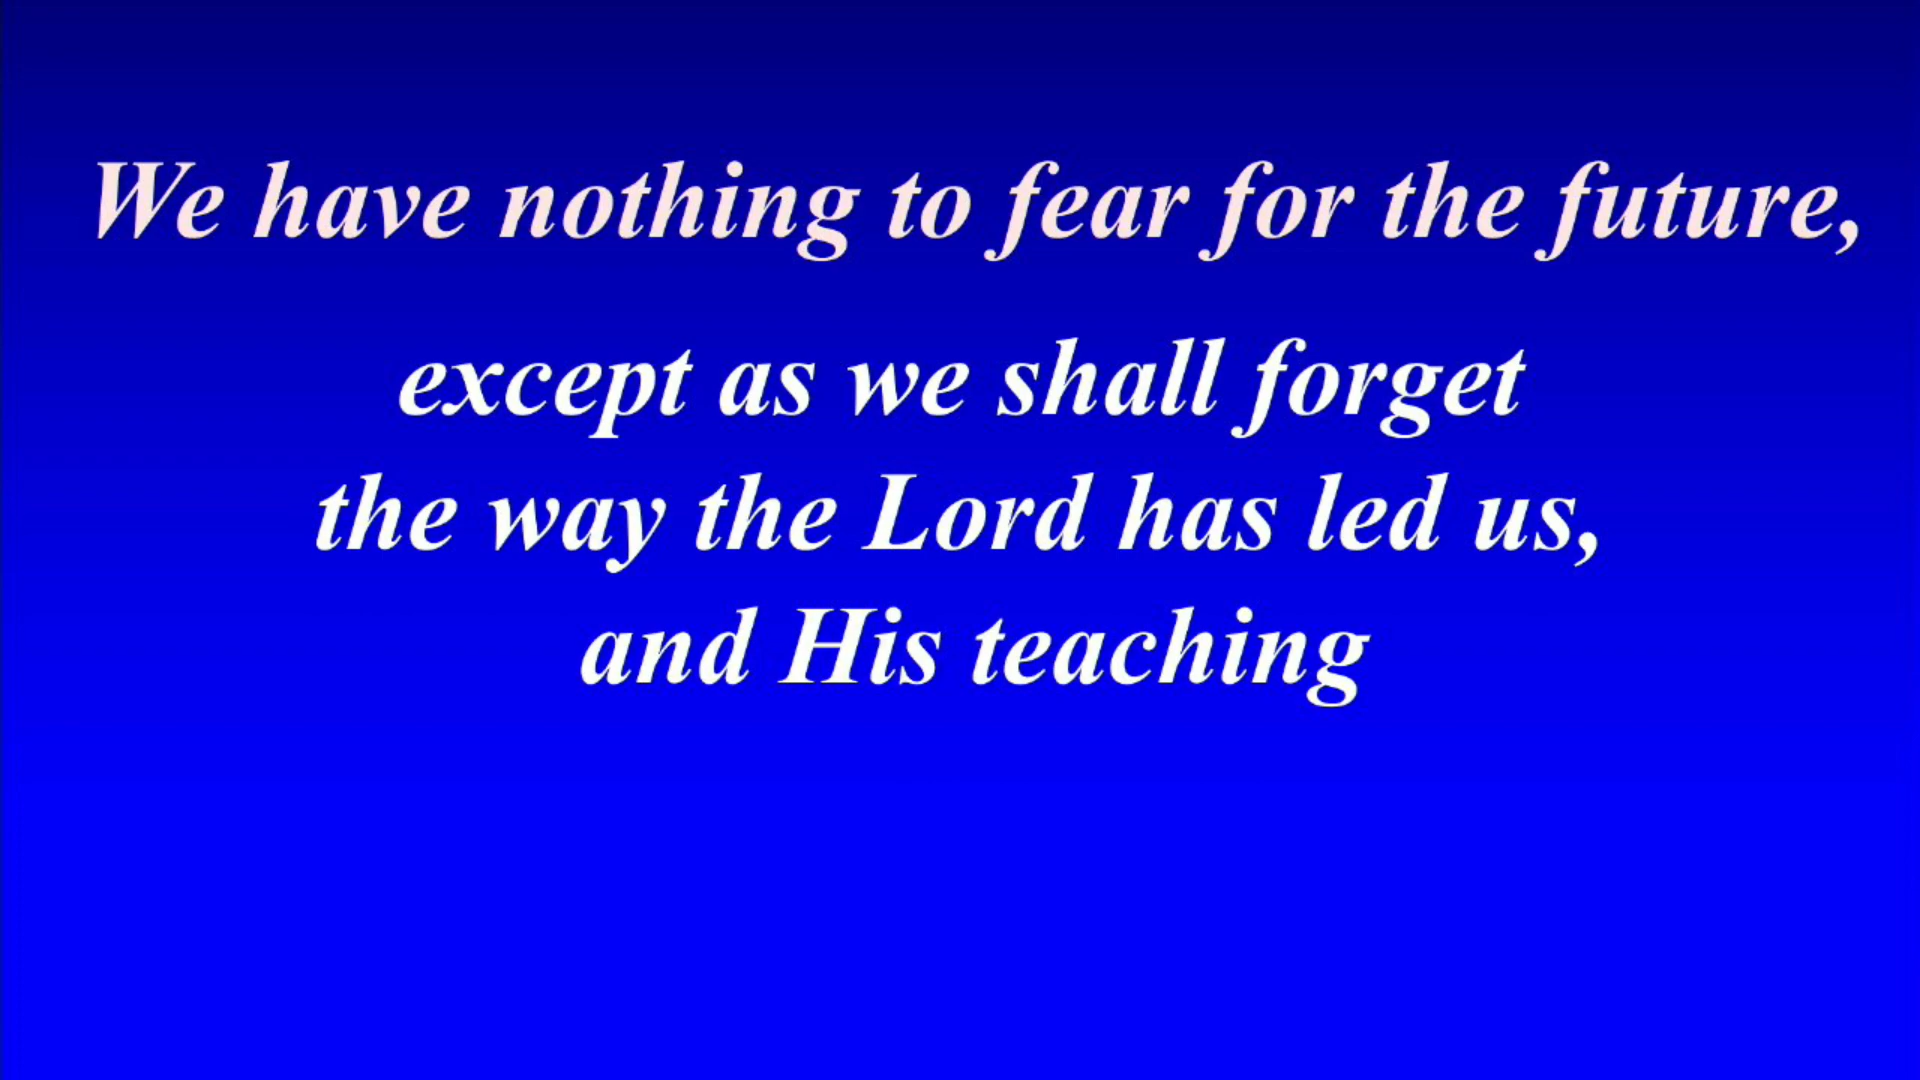 We have nothing to fear for the future,
except as we shall forget
the way the Lord has led us,
and His teaching